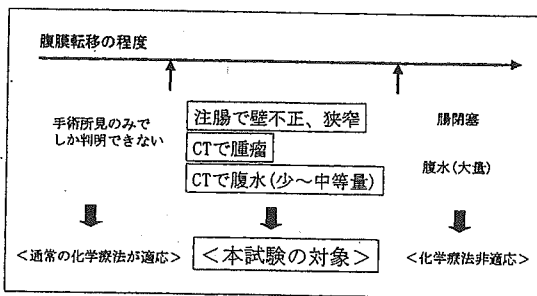 腹膜転移の程度
手術所見のみで
しか判明できない
注腸で壁不正、狭窄
CTで腫瘤
CTで腹水(少~中等量)
腸閉塞
腹水(大量)
<通常の化学療法が適応>
<本試験の対象>
<化学療法非適応>